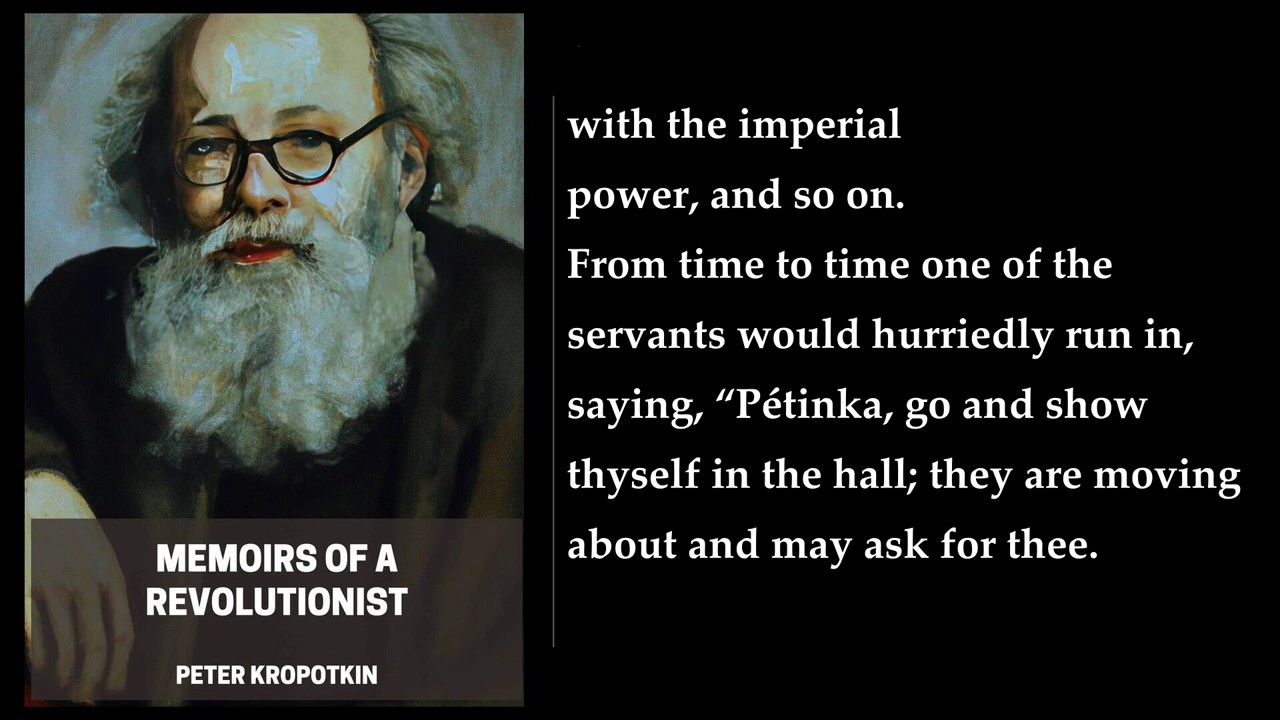 MEMOIRS OF A
REVOLUTIONIST
PETER KROPOTKIN
with the imperial
power, and so on.
From time to time one of the
servants would hurriedly run in,
saying, “Pétinka, go and show
thyself in the hall; they are moving
about and may ask for thee.